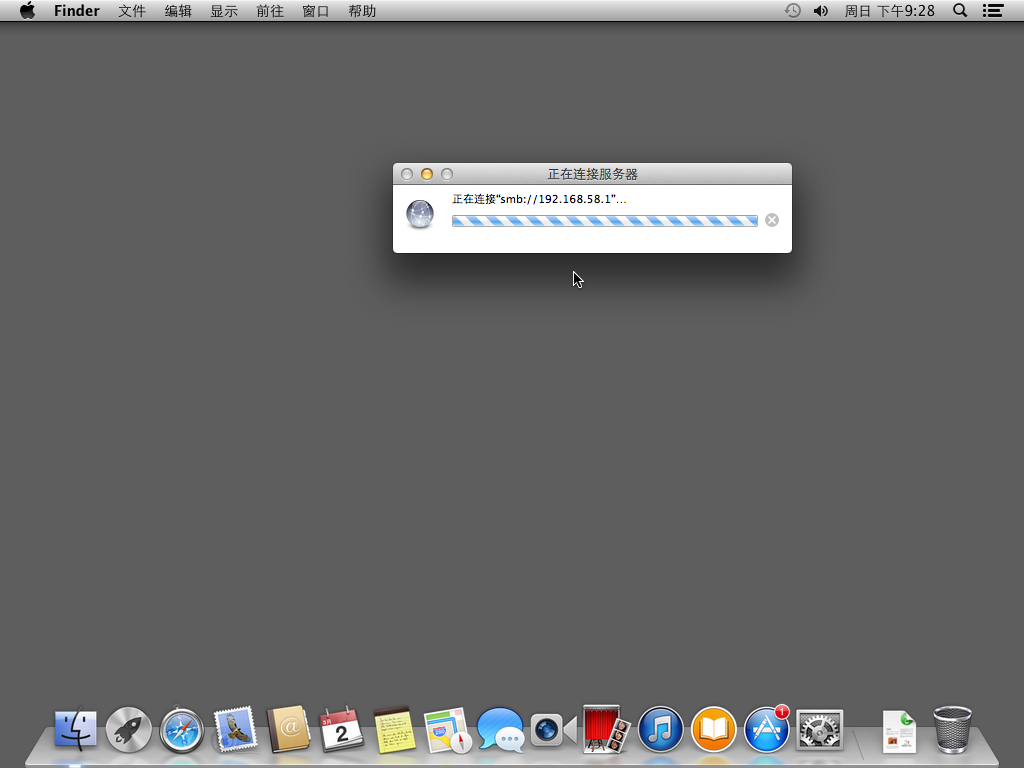 Finder 文件 编辑 显示 前往 窗口 帮助 周日 下午9:28
正在连接服务器
正在连接“smb://192.168.58.1”...
3月
2
280
1